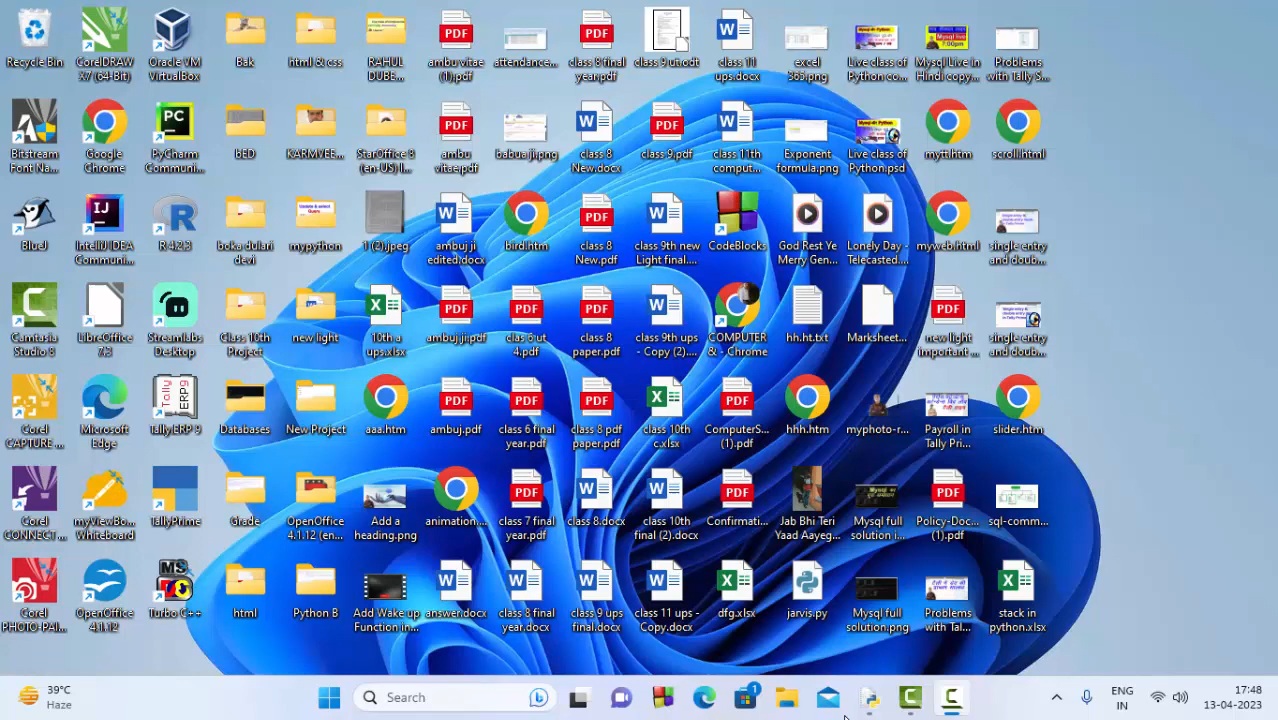 Recycle Bin
CorelDRAW
X7 (64-Bit)
Oracle VM
VirtualBox
Bak
html & css
RAHUL
DUBE...
ambu vitae
(1).pdf
attendance...
class 8 final
year.pdf
class 9 ut.odt
class 11
ups.docx
excel
365.png
Live class of
Python co...
Mysql Live in
Hindi copy...
Problems
with Tally S...
Bitstream
Font Na...
Google
Chrome
PyCharm
Communi...
bED
KARMVEE...
StarOffice 8
(en-US) I...
ambu
vitae.pdf
babua ji.png
class 8
New.docx
class 9.pdf
class 11th
comput...
Exponent
formula.png
Live class of
Python.psd
myttl.htm
scroll.html
BlueJ
IntelliJ IDEA
Communi...
R 4.2.3
boka dulari
devi
mypython
1 (2).jpeg
ambuj ji
edited.docx
bird.htm
class 8
New.pdf
class 9th new
Light final....
CodeBlocks
God Rest Ye
Merry Gen...
Lonely Day -
Telecasted....
myweb.html
single entry
and doub...
Camtasia
Studio 8
LibreOffice
7.3
Streamlabs
Desktop
Class 10th
Project
new light
10th a
ups.xlsx
ambuj.jii.pdf
clas 6 ut
4.pdf
class 8
paper.pdf
class 9th ups
- Copy (2)....
COMPUTER
& - Chrome
hh.ht.txt
Marksheet...
new light
important ...
single entry
and doub...
Corel
CAPTURE ...
Microsoft
Edge
Tally.ERP 9
Databases
New Project
aaa.htm
ambuj.pdf
class 6 final
year.pdf
class 8 pdf
paper.pdf
class 10th
c.xlsx
ComputerS...
(1).pdf
hhh.htm
myphoto-r...
Payroll in
Tally Pri...
slider.htm
Corel
CONNECT ...
myViewBo...
Whiteboard
TallyPrime
Grade
OpenOffice
4.1.12 (en...
Add a
heading.png
animation....
class 7 final
year.pdf
class 8.docx
class 10th
final (2).docx
Confirmati...
Jab Bhi Teri
Yaad Aayeg...
Mysql full
solution i...
Policy-Doc...
(1).pdf
sql-comm...
Corel
PHOTO-PAI...
OpenOffice
4.1.12
Turbo C++
html
Python B
Add Wake up
Function in...
answer.docx
class 8 final
year.docx
class 9 ups
final.docx
class 11 ups -
Copy.docx
dfg.xlsx
jarvis.py
Mysql full
solution.png
Problems
with Tal...
stack in
python.xlsx
39°C
Haze
Search
1
ENG
IN
17:48
13-04-2023